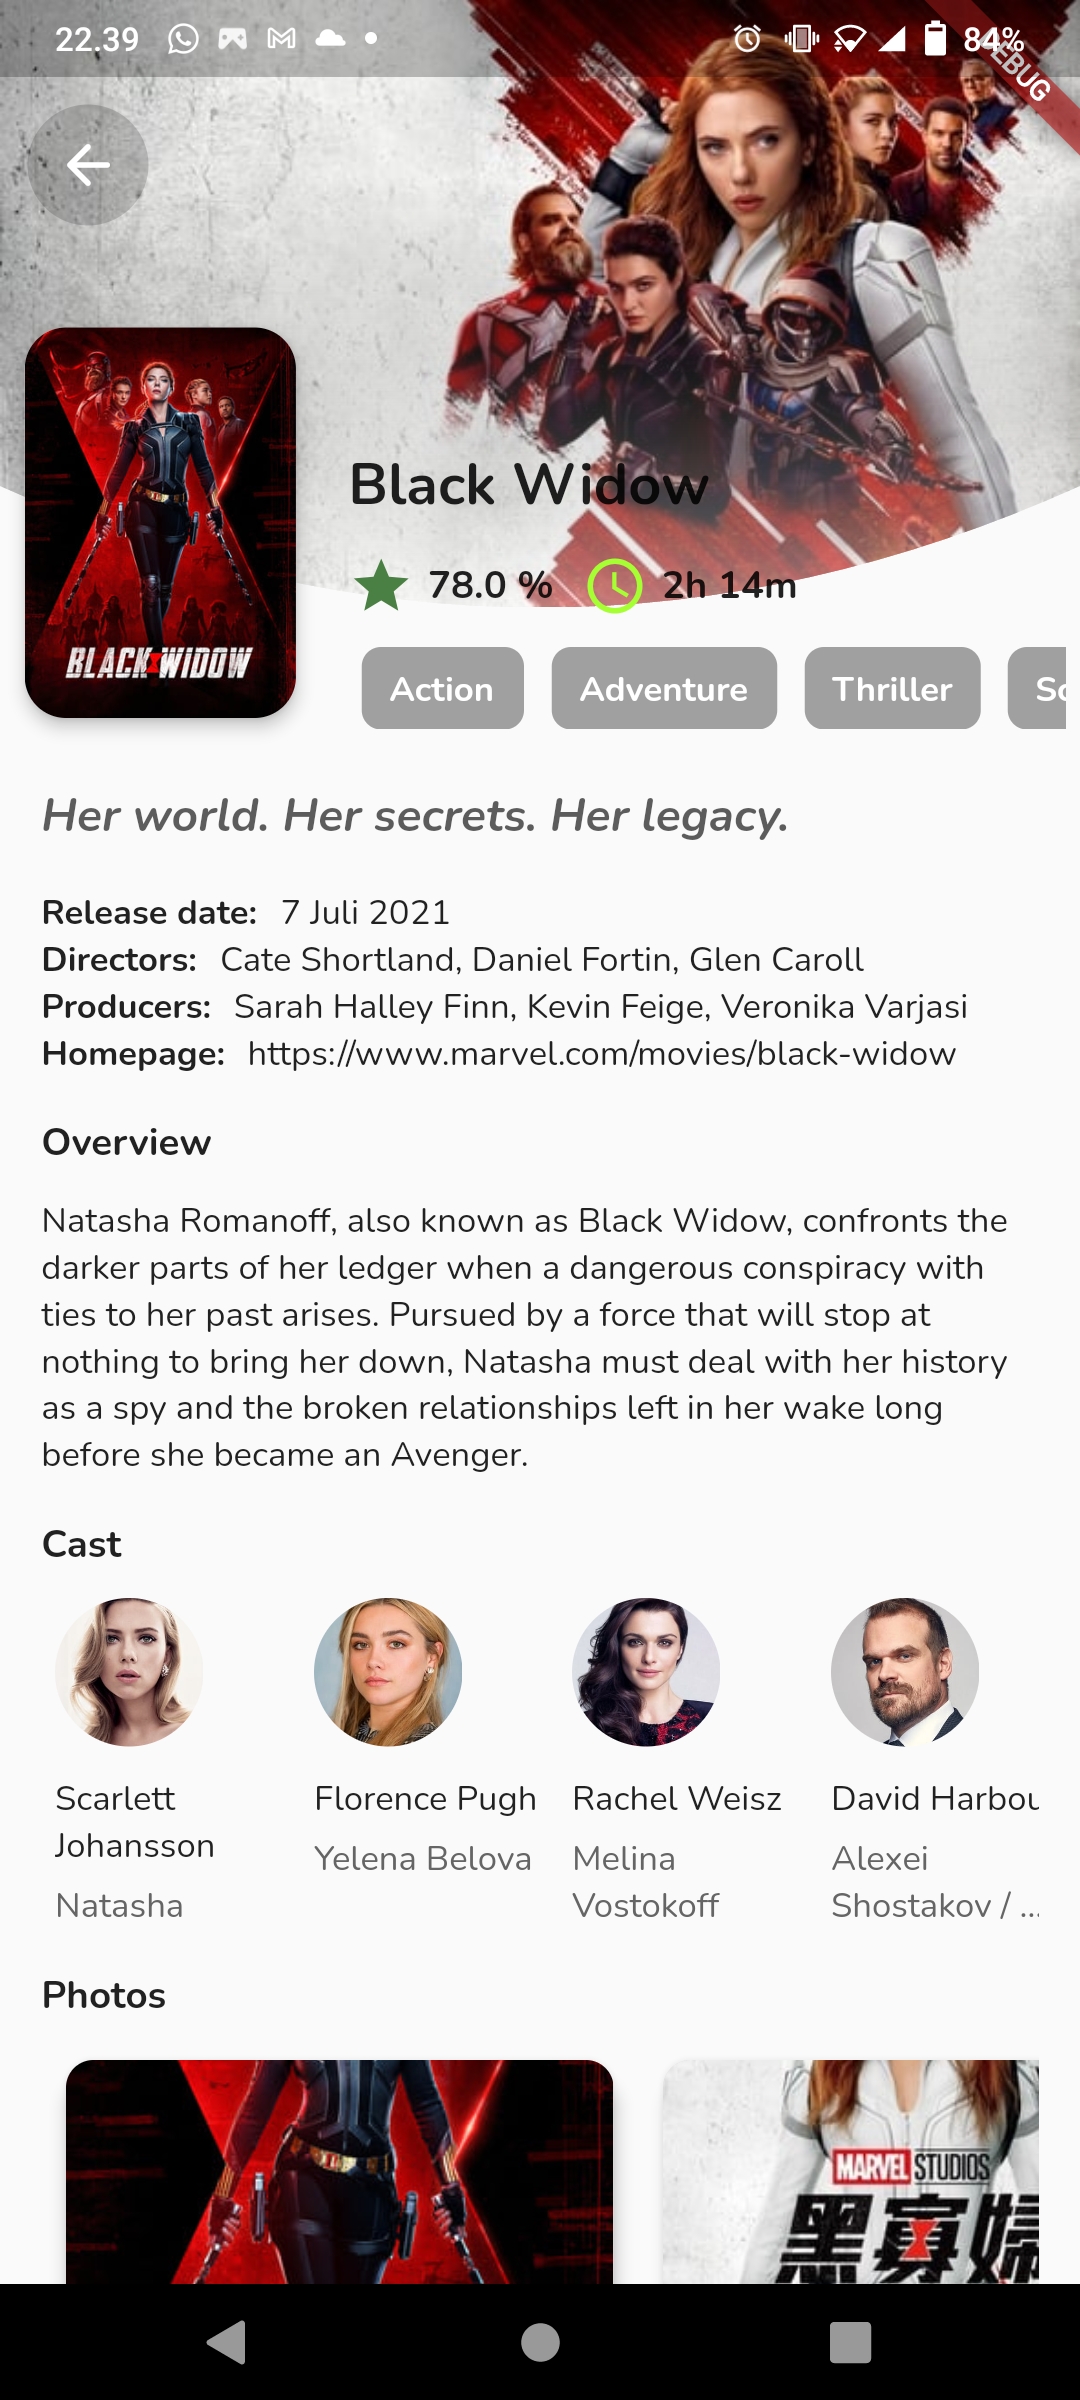 22.39
84%
DEBUG
Black Widow
78.0 %
2h 14m
BLACK WIDOW
Action
Adventure
Thriller
Her world. Her secrets. Her legacy.
Release date: 7 Juli 2021
Directors: Cate Shortland, Daniel Fortin, Glen Caroll
Producers: Sarah Halley Finn, Kevin Feige, Veronika Varjasi
Homepage: https://www.marvel.com/movies/black-widow
Overview
Natasha Romanoff, also known as Black Widow, confronts the
darker parts of her ledger when a dangerous conspiracy with
ties to her past arises. Pursued by a force that will stop at
nothing to bring her down, Natasha must deal with her history
as a spy and the broken relationships left in her wake long
before she became an Avenger.
Cast
Scarlett
Johansson
Natasha
Florence Pugh
Yelena Belova
Rachel Weisz
Melina
Vostokoff
David Harbou
Alexei
Shostakov / ...
Photos
MARVEL STUDIOS
黑寡婦